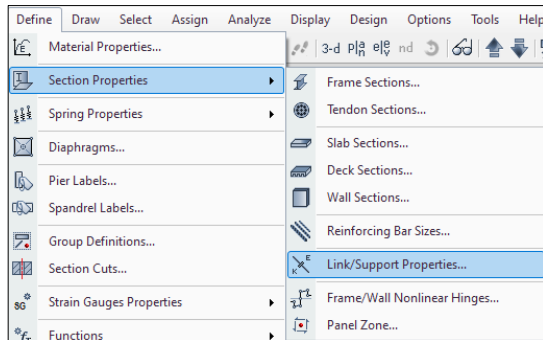 Define Draw Select Assign Analyze Display Design Options Tools Help
Material Properties...
3-d
nd
Section Properties
Frame Sections...
Spring Properties
Tendon Sections...
Diaphragms...
Slab Sections...
Deck Sections...
Pier Labels...
Wall Sections...
Spandrel Labels...
Reinforcing Bar Sizes...
Group Definitions...
Link/Support Properties...
Section Cuts...
Frame/Wall Nonlinear Hinges...
Strain Gauges Properties
Panel Zone...
Functions